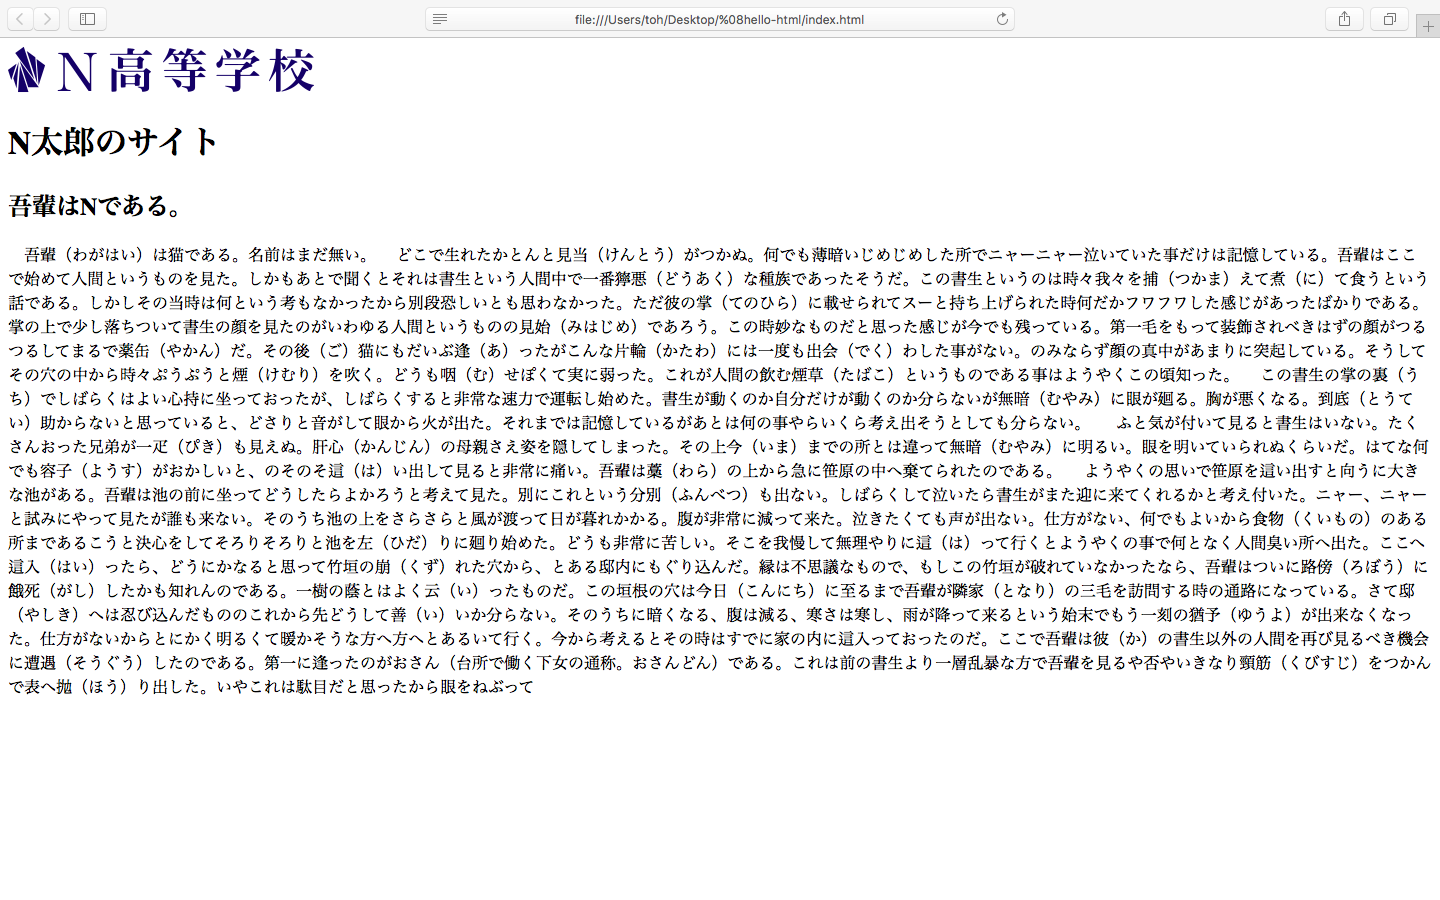 file:///Users/toh/Desktop/%08hello-html/index.html
N高等学校
N太郎のサイト
吾輩はNである。
　吾輩（わがはい）は猫である。名前はまだ無い。　どこで生れたかとんと見当（けんとう）がつかぬ。何でも薄暗いじめじめした所でニャーニャー泣いていた事だけは記憶している。吾輩はここ
で始めて人間というものを見た。しかもあとで聞くとそれは書生という人間中で一番獰悪（どうあく）な種族であったそうだ。この書生というのは時々我々を捕（つかま）えて煮（に）て食うという
話である。しかしその当時は何という考もなかったから別段恐しいとも思わなかった。ただ彼の掌（てのひら）に載せられてスーと持ち上げられた時何だかフワフワした感じがあったばかりである。
掌の上で少し落ちついて書生の顔を見たのがいわゆる人間というものの見始（みはじめ）であろう。この時妙なものだと思った感じが今でも残っている。第一毛をもって装飾されべきはずの顔がつる
つるしてまるで薬缶（やかん）だ。その後（ご）猫にもだいぶ逢（あ）ったがこんな片輪（かたわ）には一度も出会（でく）わした事がない。のみならず顔の真中があまりに突起している。そうして
その穴の中から時々ぷうぷうと煙（けむり）を吹く。どうも咽（む）せぽくて実に弱った。これが人間の飲む煙草（たばこ）というものである事はようやくこの頃知った。　この書生の掌の裏（う
ち）でしばらくはよい心持に坐っておったが、しばらくすると非常な速力で運転し始めた。書生が動くのか自分だけが動くのか分らないが無暗（むやみ）に眼が廻る。胸が悪くなる。到底（とうて
い）助からないと思っていると、どさりと音がして眼から火が出た。それまでは記憶しているがあとは何の事やらいくら考え出そうとしても分らない。　ふと気が付いて見ると書生はいない。たく
さんおった兄弟が一疋（ぴき）も見えぬ。肝心（かんじん）の母親さえ姿を隠してしまった。その上今（いま）までの所とは違って無暗（むやみ）に明るい。眼を明いていられぬくらいだ。はてな何
でも容子（ようす）がおかしいと、のそのそ這（は）い出して見ると非常に痛い。吾輩は藁（わら）の上から急に笹原の中へ棄てられたのである。　ようやくの思いで笹原を這い出すと向うに大き
な池がある。吾輩は池の前に坐ってどうしたらよかろうと考えて見た。別にこれという分別（ふんべつ）も出ない。しばらくして泣いたら書生がまた迎に来てくれるかと考え付いた。ニャー、ニャー
と試みにやって見たが誰も来ない。そのうち池の上をさらさらと風が渡って日が暮れかかる。腹が非常に減って来た。泣きたくても声が出ない。仕方がない、何でもよいから食物（くいもの）のある
所まであるこうと決心をしてそろりそろりと池を左（ひだ）りに廻り始めた。どうも非常に苦しい。そこを我慢して無理やりに這（は）って行くとようやくの事で何となく人間臭い所へ出た。ここへ
這入（はい）ったら、どうにかなると思って竹垣の崩（くず）れた穴から、とある邸内にもぐり込んだ。縁は不思議なもので、もしこの竹垣が破れていなかったなら、吾輩はついに路傍（ろぼう）に
餓死（がし）したかも知れんのである。一樹の蔭とはよく云（い）ったものだ。この垣根の穴は今日（こんにち）に至るまで吾輩が隣家（となり）の三毛を訪問する時の通路になっている。さて邸
（やしき）へは忍び込んだもののこれから先どうして善（い）いか分らない。そのうちに暗くなる、腹は減る、寒さは寒し、雨が降って来るという始末でもう一刻の猶予（ゆうよ）が出来なくなっ
た。仕方がないからとにかく明るくて暖かそうな方へ方へとあるいて行く。今から考えるとその時はすでに家の内に這入っておったのだ。ここで吾輩は彼（か）の書生以外の人間を再び見るべき機会
に遭遇（そうぐう）したのである。第一に逢ったのがおさん（台所で働く下女の通称。おさんどん）である。これは前の書生より一層乱暴な方で吾輩を見るや否やいきなり頸筋（くびすじ）をつかん
で表へ抛（ほう）り出した。いやこれは駄目だと思ったから眼をねぶって